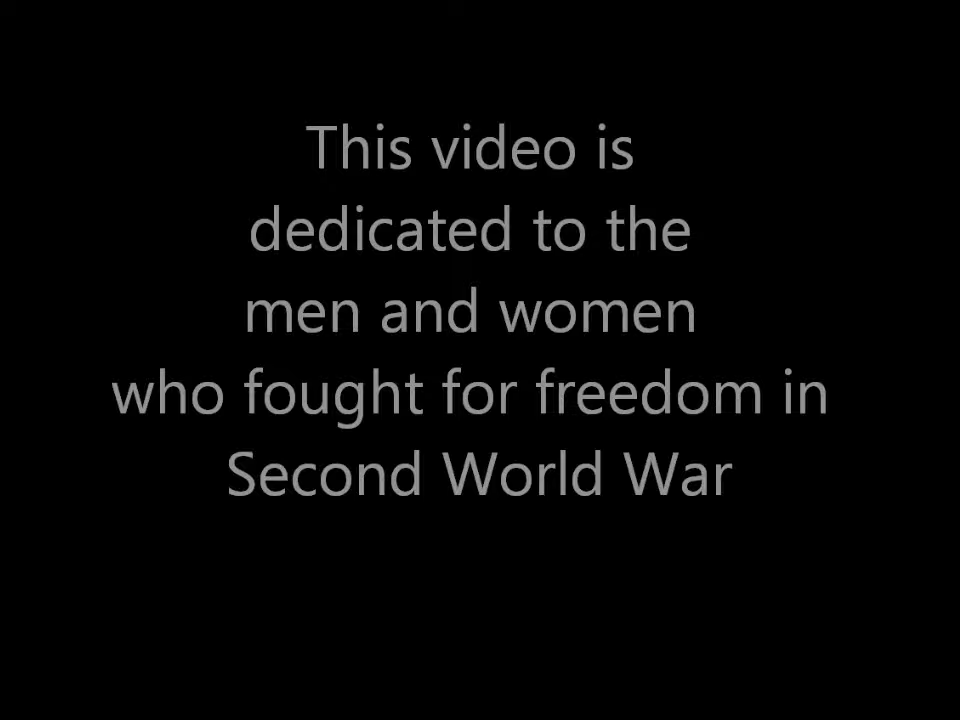 This video is
dedicated to the
men and women
who fought for freedom in
Second World War